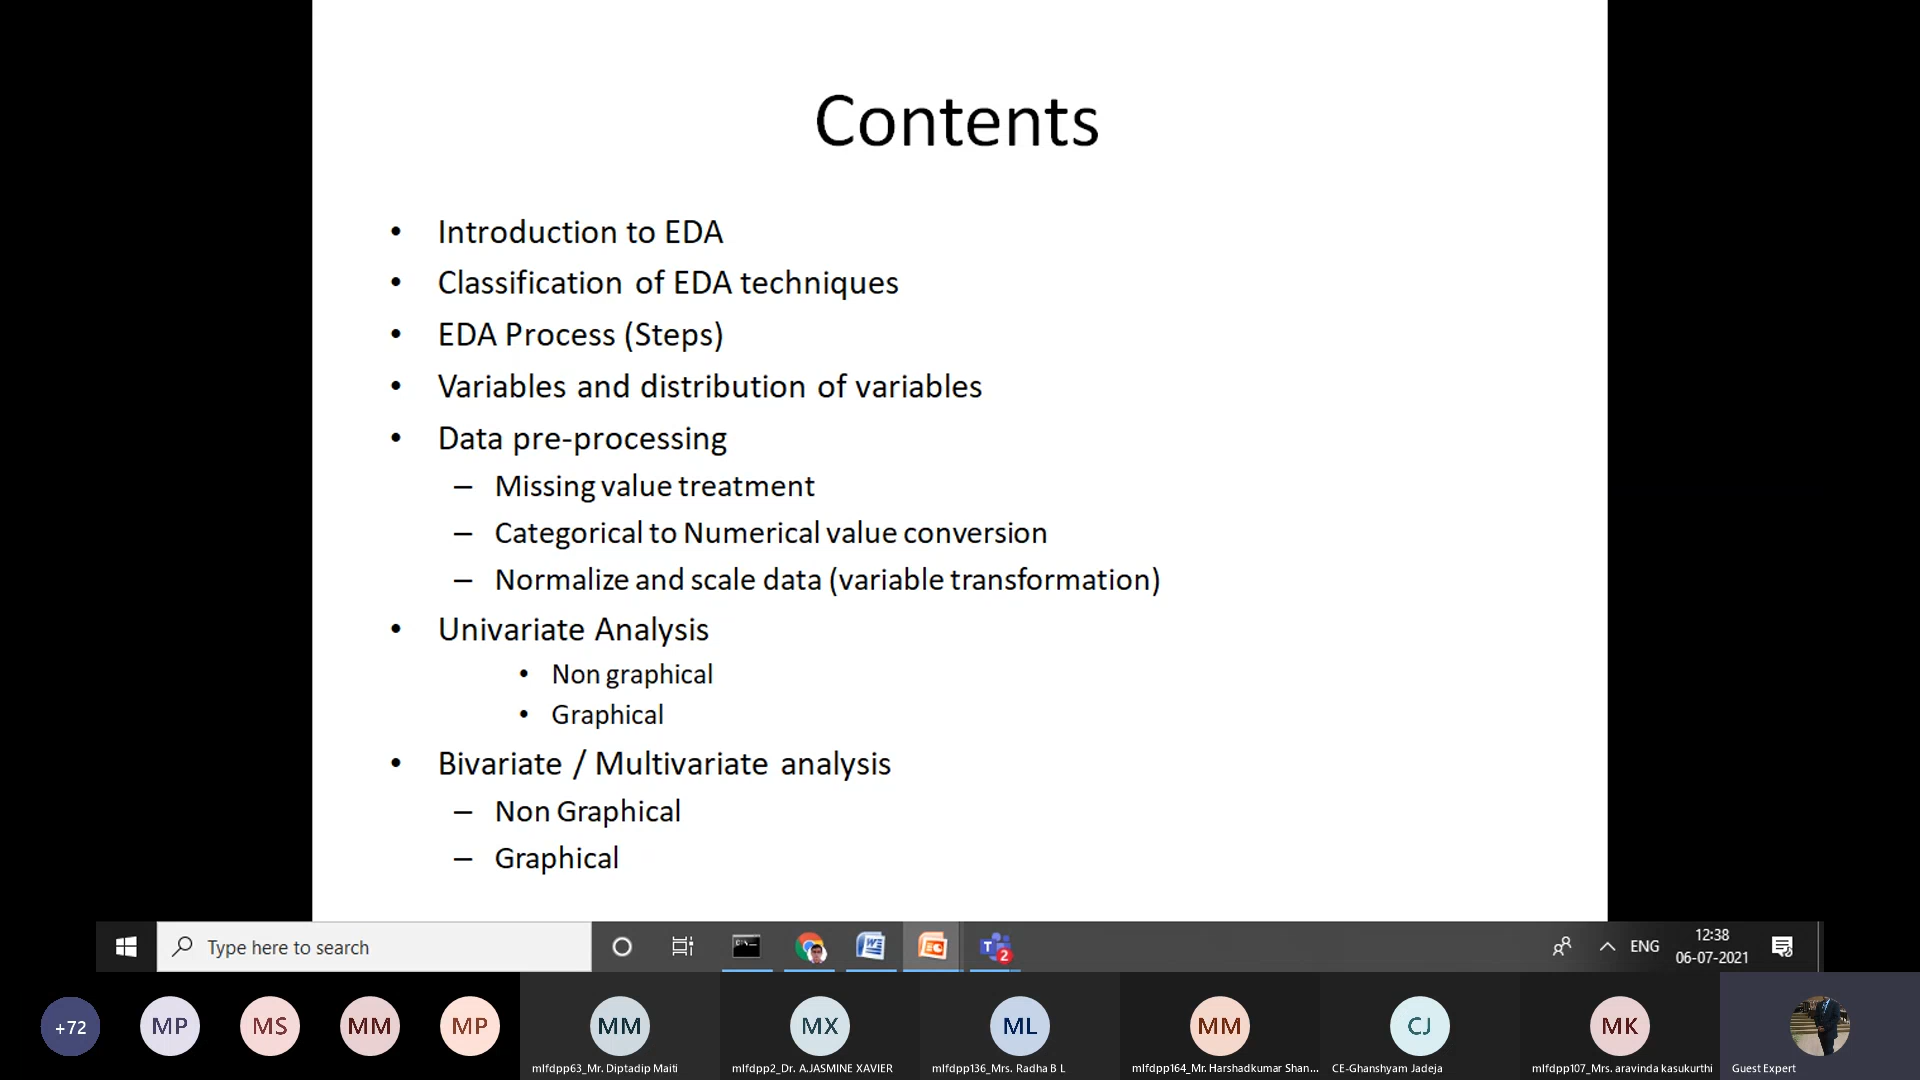 Contents
• Introduction to EDA
• Classification of EDA techniques
• EDA Process (Steps)
• Variables and distribution of variables
• Data pre-processing
– Missing value treatment
– Categorical to Numerical value conversion
– Normalize and scale data (variable transformation)
• Univariate Analysis
• Non graphical
• Graphical
• Bivariate / Multivariate analysis
– Non Graphical
– Graphical
Type here to search
T 2
ENG
12:38
06-07-2021
+72
MP
MS
MM
MP
MM
MX
ML
MM
CJ
MK
mlfdpp63_Mr. Diptadip Maiti
mlfdpp2_Dr. A.JASMINE XAVIER
mlfdpp136_Mrs. Radha B L
mlfdpp164_Mr. Harshadkumar Shan...
CE-Ghanshyam Jadeja
mlfdpp107_Mrs. aravinda kasukurthi
Guest Expert